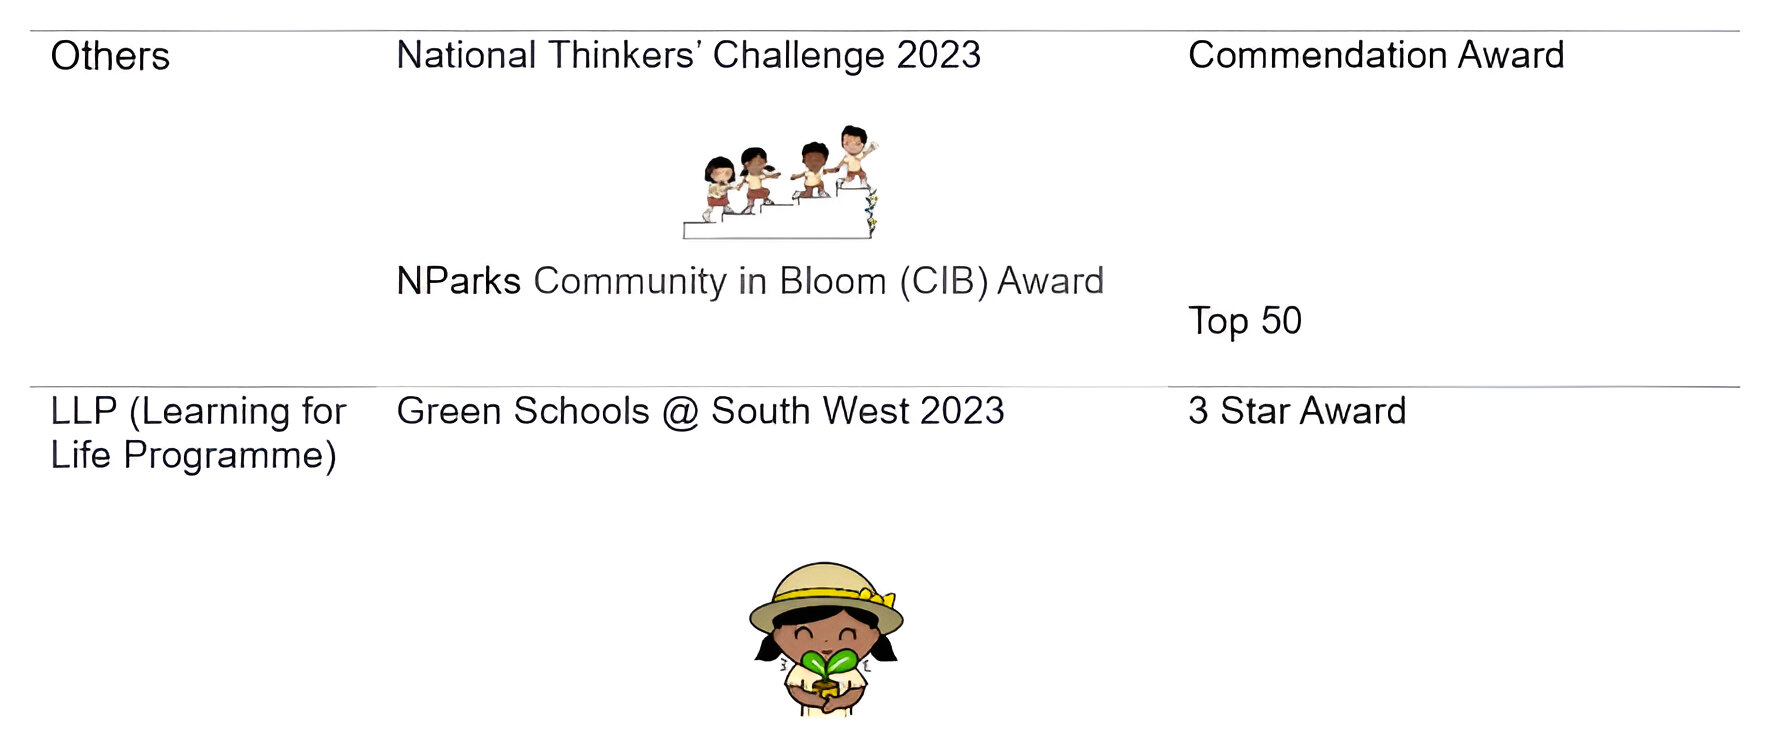 Others
National Thinkers’ Challenge 2023
Commendation Award
NParks Community in Bloom (CIB) Award
Top 50
LLP (Learning for
Life Programme)
Green Schools @ South West 2023
3 Star Award